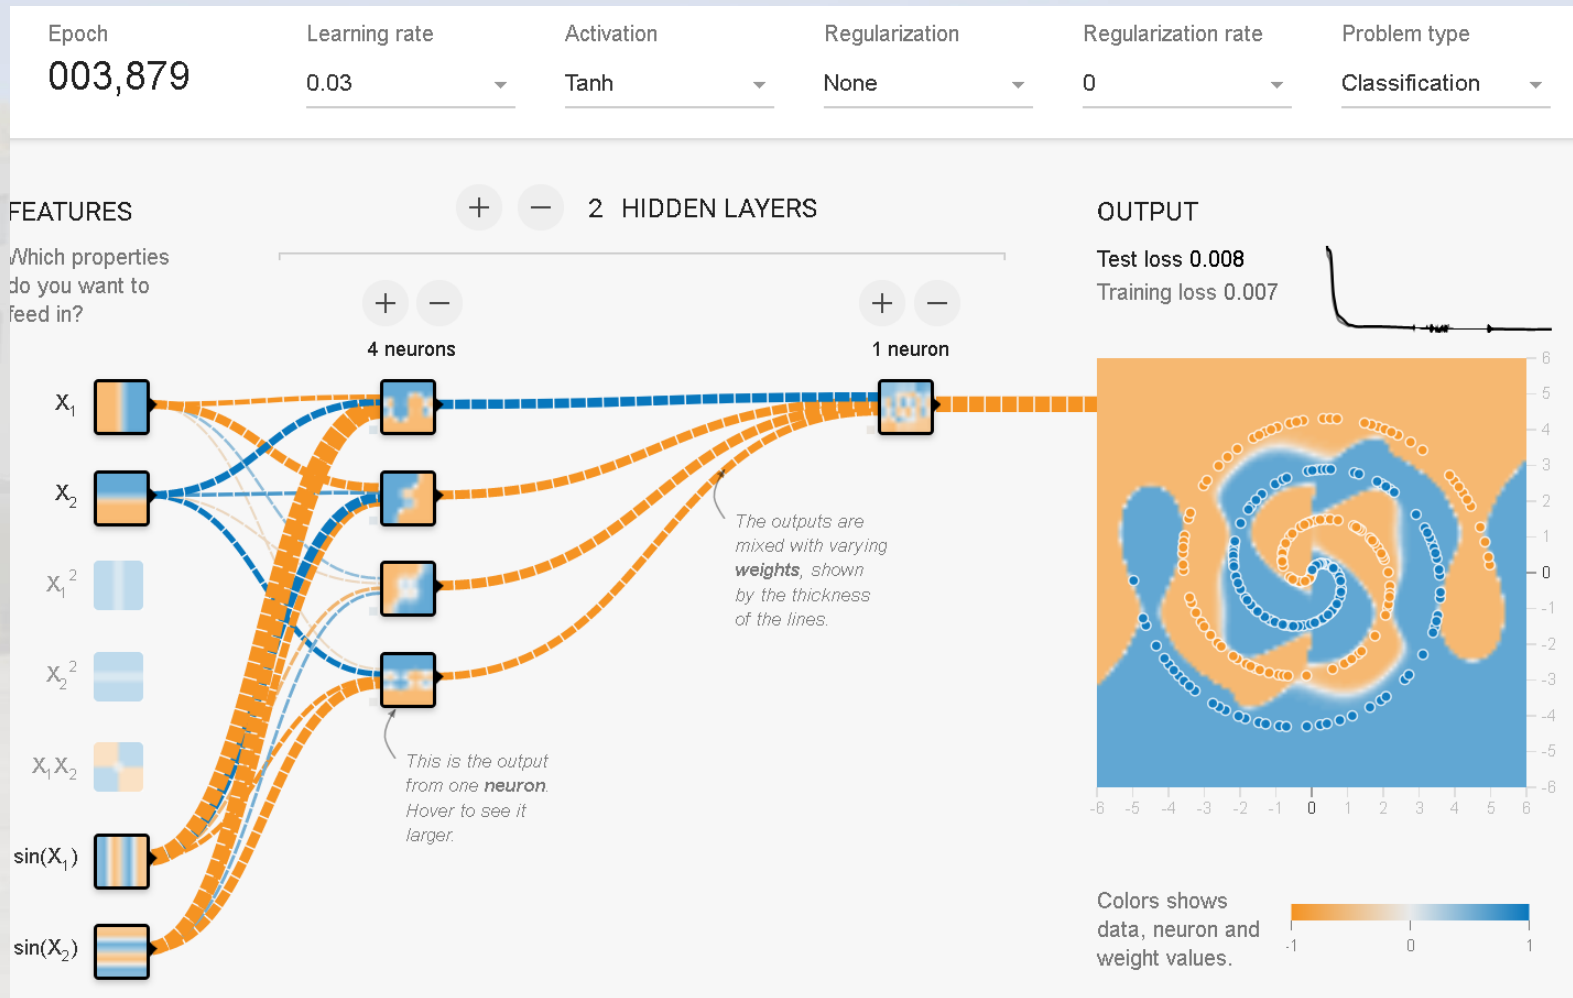 Epoch
003,879
Learning rate
0.03
Activation
Tanh
Regularization
None
Regularization rate
0
Problem type
Classification
FEATURES
Which properties
do you want to
feed in?
+ − 2 HIDDEN LAYERS
+ −
4 neurons
+ −
1 neuron
X₁
X₂
X₁²
X₂²
X₁X₂
sin(X₁)
sin(X₂)
The outputs are
mixed with varying
weights, shown
by the thickness
of the lines.
This is the output
from one neuron.
Hover to see it
larger.
OUTPUT
Test loss 0.008
Training loss 0.007
6
5
4
3
2
1
0
-1
-2
-3
-4
-5
-6
-6 -5 -4 -3 -2 -1 0 1 2 3 4 5 6
Colors shows
data, neuron and
weight values.
-1 0 1